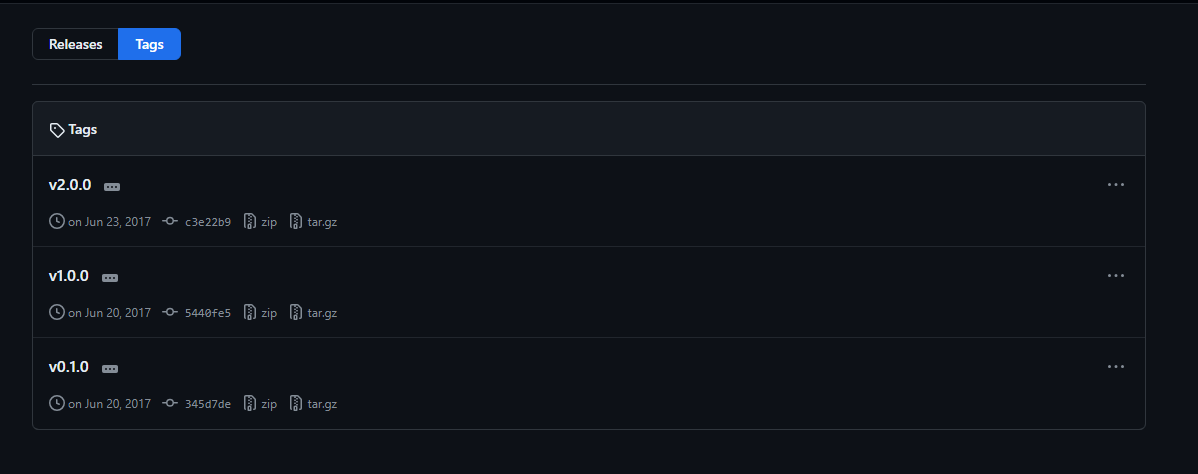 Releases Tags
Tags
v2.0.0
on Jun 23, 2017 c3e22b9 zip tar.gz
v1.0.0
on Jun 20, 2017 5440fe5 zip tar.gz
v0.1.0
on Jun 20, 2017 345d7de zip tar.gz